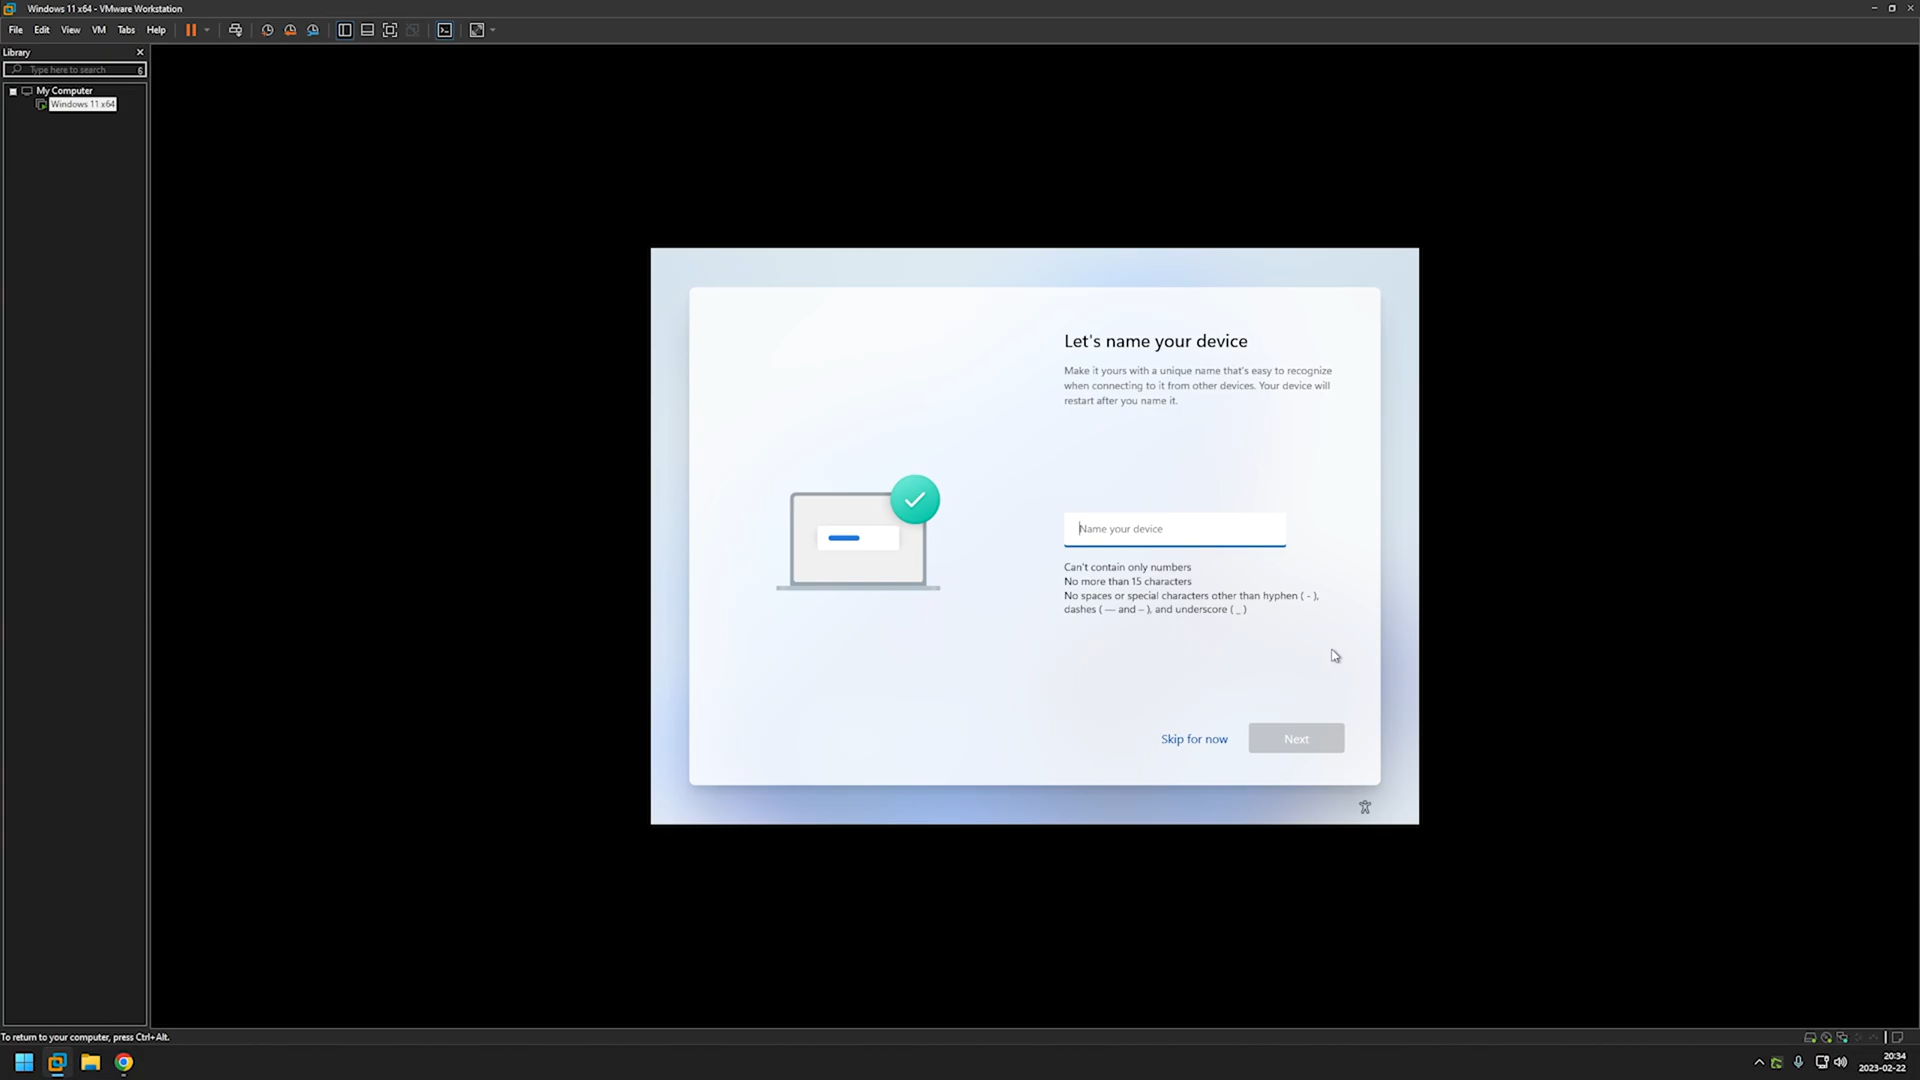 Windows 11 x64 - VMware Workstation
File Edit View VM Tabs Help
Library
Type here to search
My Computer
Windows 11 x64
Let's name your device
Make it yours with a unique name that's easy to recognize
when connecting to it from other devices. Your device will
restart after you name it.
Name your device
Can't contain only numbers
No more than 15 characters
No spaces or special characters other than hyphen ( - ),
dashes ( — and – ), and underscore ( _ )
Skip for now Next
To return to your computer, press Ctrl+Alt.
20:34
2023-02-22